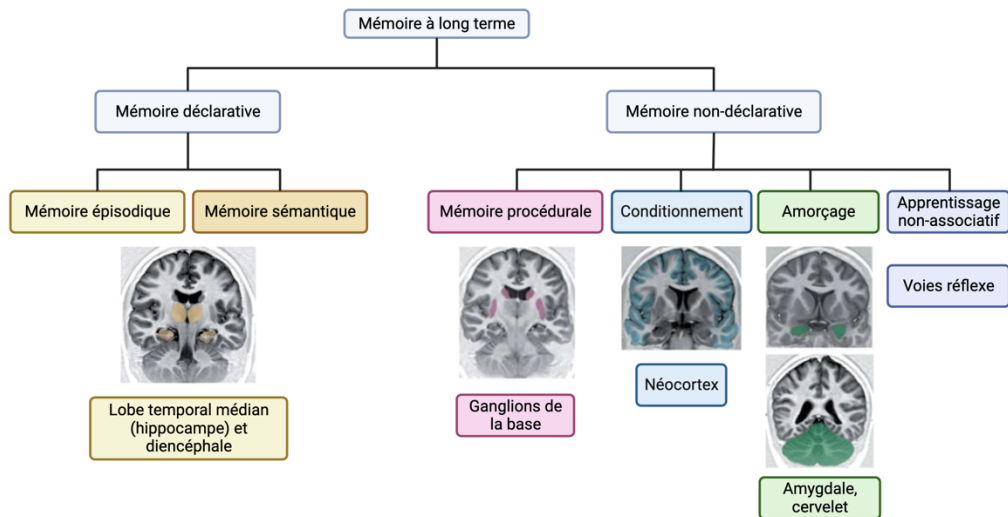 Mémoire à long terme
Mémoire déclarative
Mémoire non-déclarative
Mémoire épisodique
Mémoire sémantique
Mémoire procédurale
Conditionnement
Amorçage
Apprentissage
non-associatif
Voies réflexe
Lobe temporal médian
(hippocampe) et
diencéphale
Ganglions de
la base
Néocortex
Amygdale,
cervelet